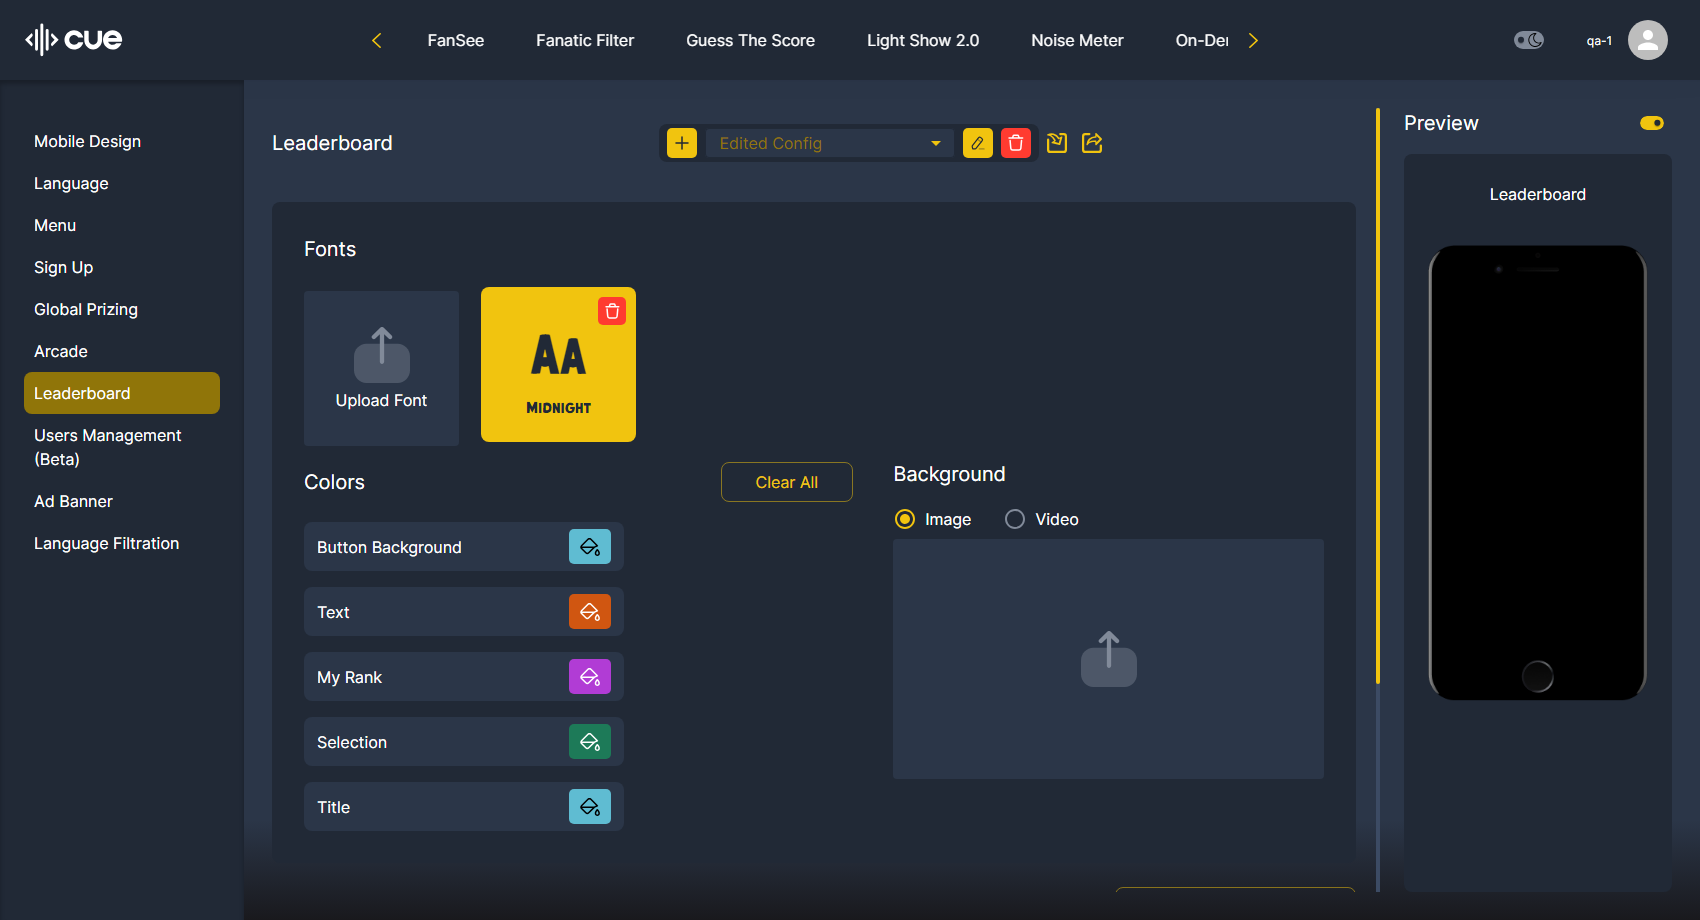 cue
FanSee
Fanatic Filter
Guess The Score
Light Show 2.0
Noise Meter
On-De
qa-1
Mobile Design
Language
Menu
Sign Up
Global Prizing
Arcade
Leaderboard
Users Management
(Beta)
Ad Banner
Language Filtration
Leaderboard
Edited Config
Fonts
Upload Font
AA
MIDNIGHT
Colors
Clear All
Button Background
Text
My Rank
Selection
Title
Background
Image
Video
Preview
Leaderboard